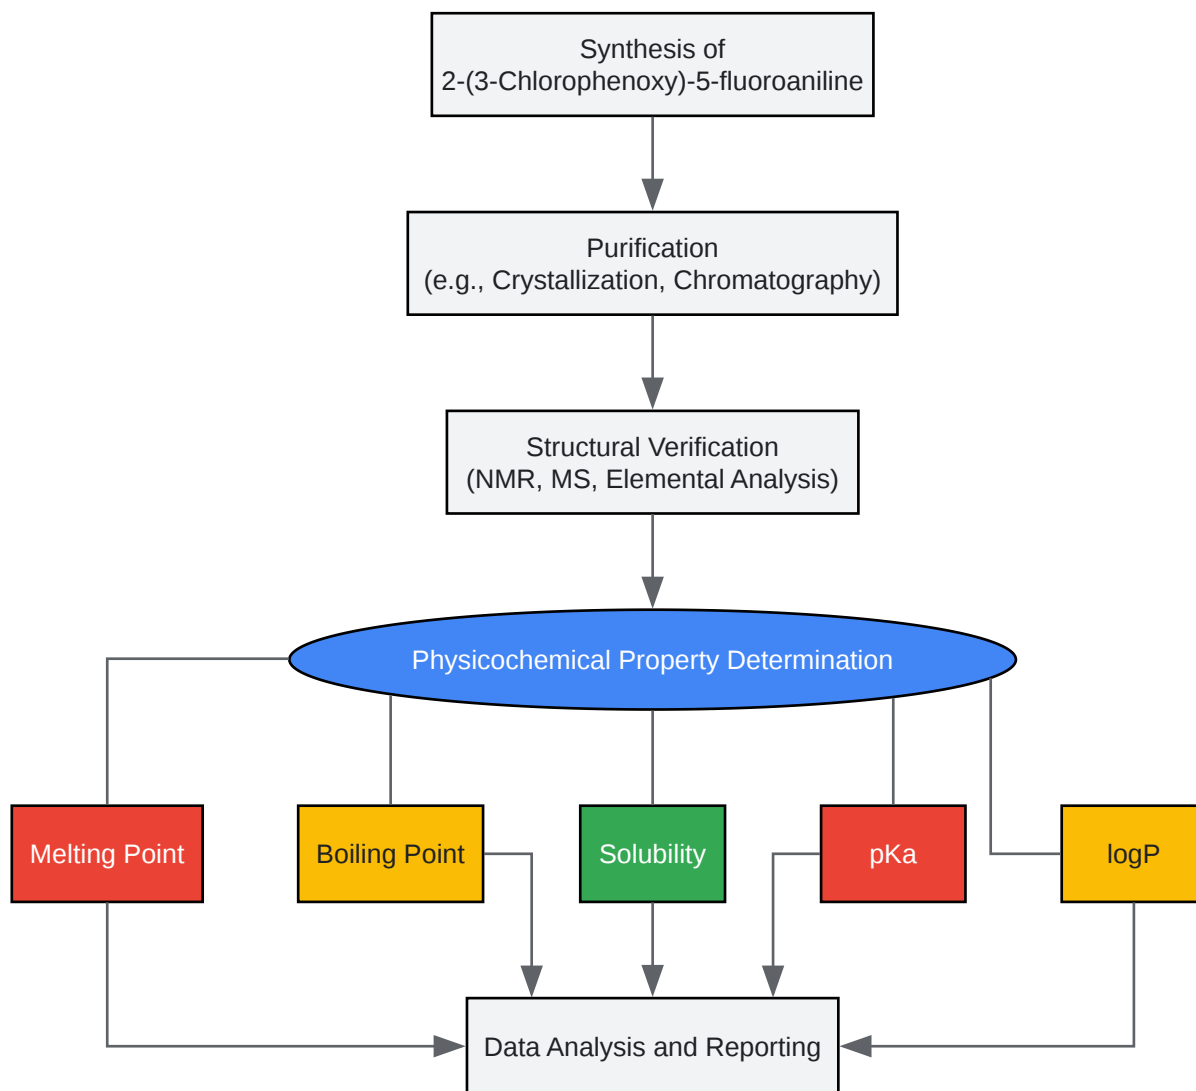 Synthesis of
2-(3-Chlorophenoxy)-5-fluoroaniline
Purification
(e.g., Crystallization, Chromatography)
Structural Verification
(NMR, MS, Elemental Analysis)
Physicochemical Property Determination
Melting Point
Boiling Point
Solubility
pKa
logP
Data Analysis and Reporting